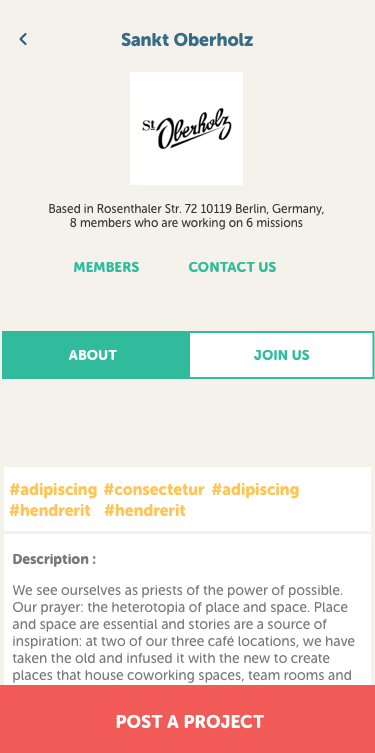 Sankt Oberholz
St. Oberholz
Based in Rosenthaler Str. 72 10119 Berlin, Germany,
8 members who are working on 6 missions
MEMBERS CONTACT US
ABOUT JOIN US
#adipiscing #consectetur #adipiscing
#hendrerit #hendrerit
Description :
We see ourselves as priests of the power of possible.
Our prayer: the heterotopia of place and space. Place
and space are essential and stories are a source of
inspiration: at two of our three café locations, we have
taken the old and infused it with the new to create
places that house coworking spaces, team rooms and
POST A PROJECT